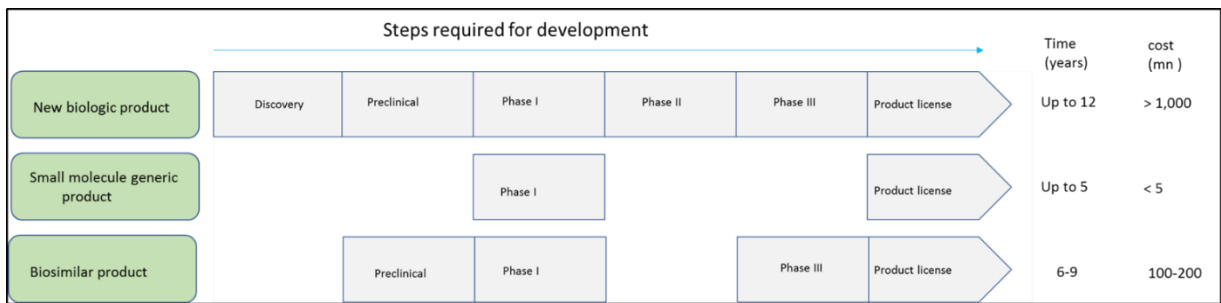 Steps required for development
Time
(years)
cost
(mn )
New biologic product
Discovery
Preclinical
Phase I
Phase II
Phase III
Product license
Up to 12
> 1,000
Small molecule generic
product
Phase I
Product license
Up to 5
< 5
Biosimilar product
Preclinical
Phase I
Phase III
Product license
6-9
100-200